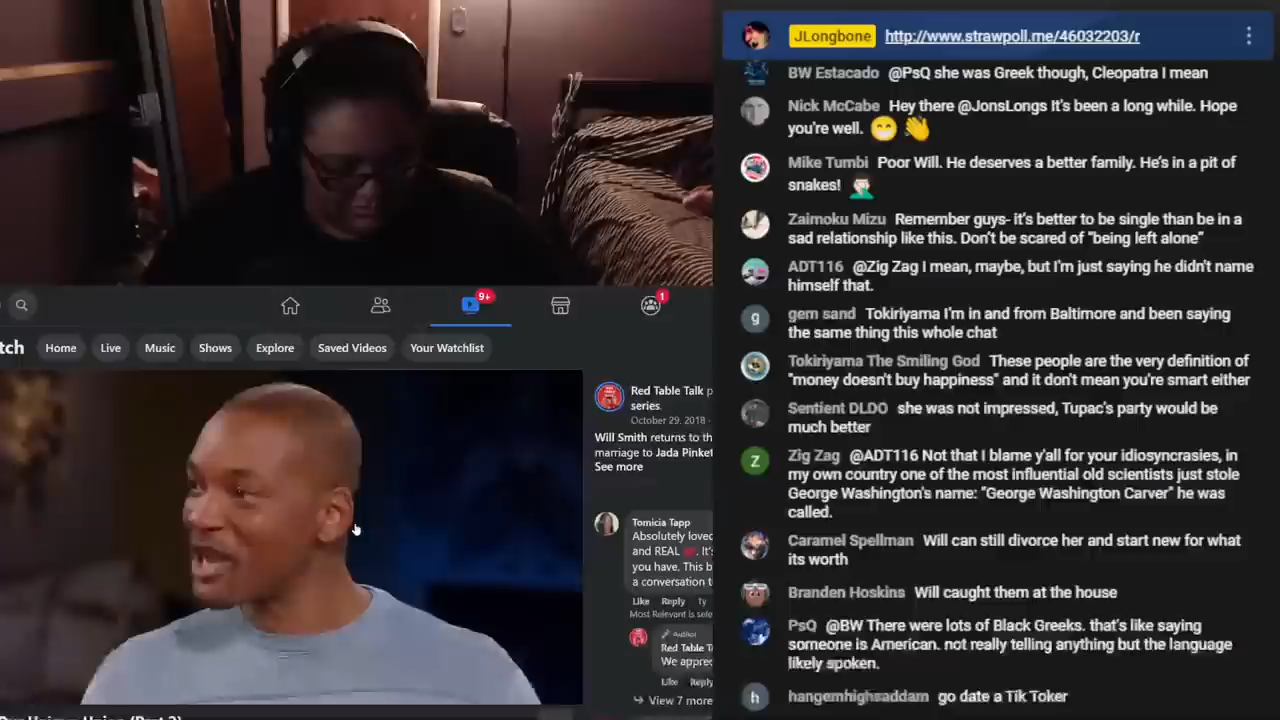 JLongbone http://www.strawpoll.me/46032203/r
BW Estacado @PsQ she was Greek though, Cleopatra I mean
Nick McCabe Hey there @JonsLongs It's been a long while. Hope
you're well. 😁 👋
Mike Tumbi Poor Will. He deserves a better family. He's in a pit of
snakes!
Zaimoku Mizu Remember guys- it's better to be single than be in a
sad relationship like this. Don't be scared of "being left alone"
ADT116 @Zig Zag I mean, maybe, but I'm just saying he didn't name
himself that.
g
gem sand Tokiriyama I'm in and from Baltimore and been saying
the same thing this whole chat
Tokiriyama The Smiling God These people are the very definition of
"money doesn't buy happiness" and it don't mean you're smart either
Sentient DLDO she was not impressed, Tupac's party would be
much better
Z
Zig Zag @ADT116 Not that I blame y'all for your idiosyncrasies, in
my own country one of the most influential old scientists just stole
George Washington's name: "George Washington Carver" he was
called.
Caramel Spellman Will can still divorce her and start new for what
its worth
Branden Hoskins Will caught them at the house
PsQ @BW There were lots of Black Greeks. that's like saying
someone is American. not really telling anything but the language
likely spoken.
h
hangemhighsaddam go date a Tik Toker
9+
1
tch Home Live Music Shows Explore Saved Videos Your Watchlist
Red Table Talk p
series.
October 29, 2018 ·
Will Smith returns to th
marriage to Jada Pinket
See more
Tomicia Tapp
Absolutely loved
and REAL It's
you have. This b
a conversation t
Like Reply 1y
Most Relevant is sele
Author
Red Table T
We apprec
Like Reply
View 7 more